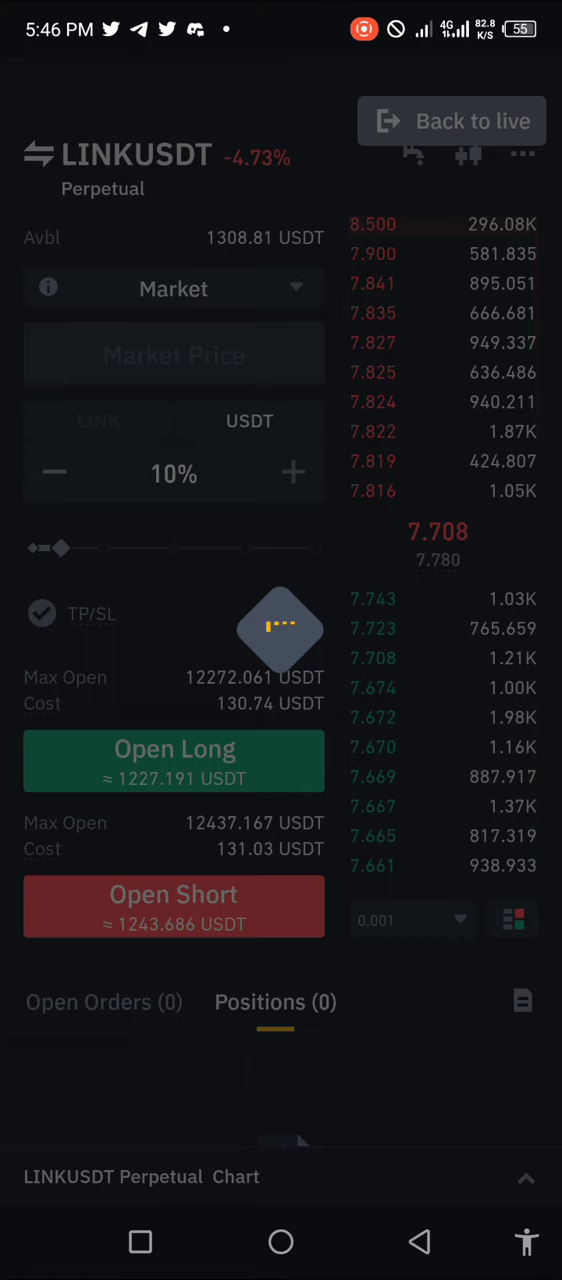 5:46 PM
4G 82.8 K/S 55
Back to live
LINKUSDT -4.73%
Perpetual
Avbl 1308.81 USDT
Market
Market Price
LINK USDT
10%
TP/SL
Max Open 12272.061 USDT
Cost 130.74 USDT
Open Long
≈ 1227.191 USDT
Max Open 12437.167 USDT
Cost 131.03 USDT
Open Short
≈ 1243.686 USDT
8.500 296.08K
7.900 581.835
7.841 895.051
7.835 666.681
7.827 949.337
7.825 636.486
7.824 940.211
7.822 1.87K
7.819 424.807
7.816 1.05K
7.708
7.780
7.743 1.03K
7.723 765.659
7.708 1.21K
7.674 1.00K
7.672 1.98K
7.670 1.16K
7.669 887.917
7.667 1.37K
7.665 817.319
7.661 938.933
0.001
Open Orders (0) Positions (0)
LINKUSDT Perpetual Chart